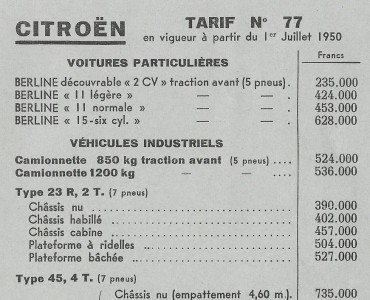 CITROËN
TARIF N° 77
en vigueur à partir du 1er Juillet 1950
Francs
VOITURES PARTICULIÈRES
BERLINE découvrable « 2 CV » traction avant (5 pneus) . 235.000
BERLINE « 11 légère » — — . 424.000
BERLINE « 11 normale » — — . 453.000
BERLINE « 15-six cyl. » — — . 628.000
VÉHICULES INDUSTRIELS
Camionnette 850 kg traction avant (5 pneus) .... 524.000
Camionnette 1200 kg — — .... 536.000
Type 23 R, 2 T. (7 pneus)
Châssis nu ........ 390.000
Châssis habillé ........ 402.000
Châssis cabine ........ 457.000
Plateforme à ridelles ........ 504.000
Plateforme bâchée ........ 527.000
Type 45, 4 T. (7 pneus)
Châssis nu (empattement 4,60 m.) . 735.000